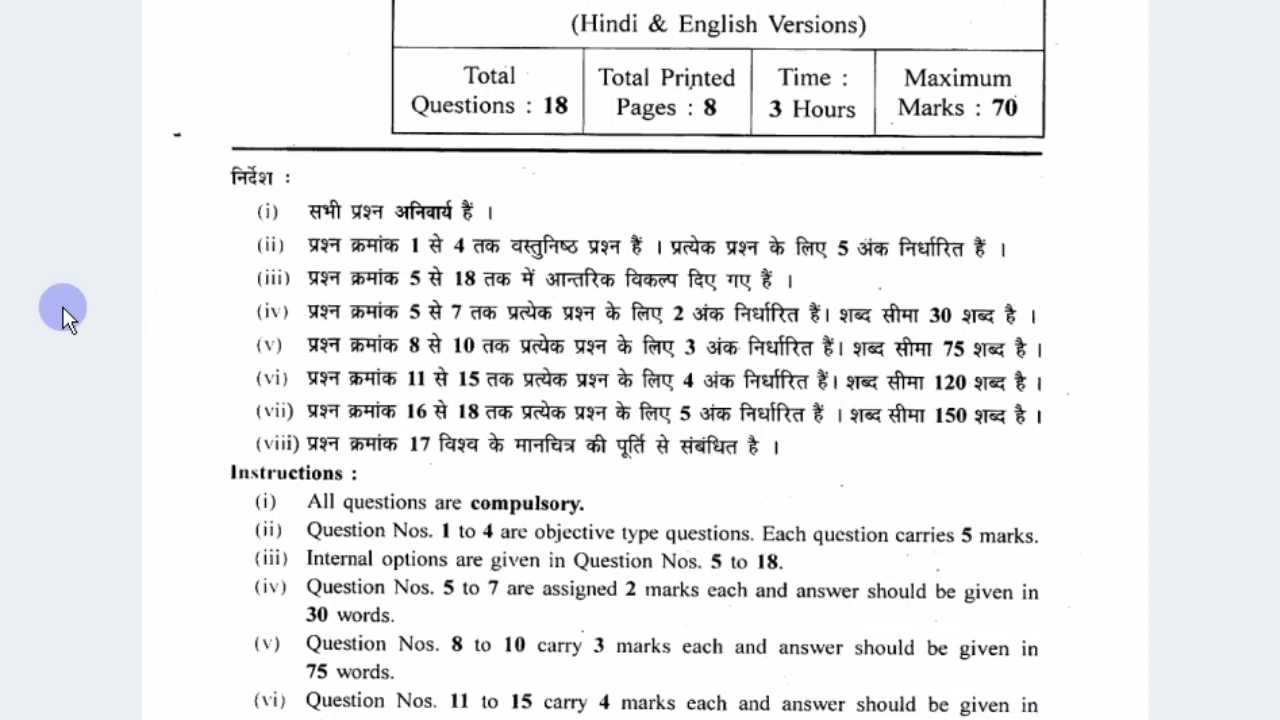 (Hindi & English Versions)
Total Questions : 18
Total Printed Pages : 8
Time : 3 Hours
Maximum Marks : 70
निर्देश :
(i) सभी प्रश्न अनिवार्य हैं ।
(ii) प्रश्न क्रमांक 1 से 4 तक वस्तुनिष्ठ प्रश्न हैं । प्रत्येक प्रश्न के लिए 5 अंक निर्धारित हैं ।
(iii) प्रश्न क्रमांक 5 से 18 तक में आन्तरिक विकल्प दिए गए हैं ।
(iv) प्रश्न क्रमांक 5 से 7 तक प्रत्येक प्रश्न के लिए 2 अंक निर्धारित हैं। शब्द सीमा 30 शब्द है ।
(v) प्रश्न क्रमांक 8 से 10 तक प्रत्येक प्रश्न के लिए 3 अंक निर्धारित हैं। शब्द सीमा 75 शब्द है ।
(vi) प्रश्न क्रमांक 11 से 15 तक प्रत्येक प्रश्न के लिए 4 अंक निर्धारित हैं। शब्द सीमा 120 शब्द है ।
(vii) प्रश्न क्रमांक 16 से 18 तक प्रत्येक प्रश्न के लिए 5 अंक निर्धारित हैं । शब्द सीमा 150 शब्द है ।
(viii) प्रश्न क्रमांक 17 विश्व के मानचित्र की पूर्ति से संबंधित है ।
Instructions :
(i) All questions are compulsory.
(ii) Question Nos. 1 to 4 are objective type questions. Each question carries 5 marks.
(iii) Internal options are given in Question Nos. 5 to 18.
(iv) Question Nos. 5 to 7 are assigned 2 marks each and answer should be given in
30 words.
(v) Question Nos. 8 to 10 carry 3 marks each and answer should be given in
75 words.
(vi) Question Nos. 11 to 15 carry 4 marks each and answer should be given in